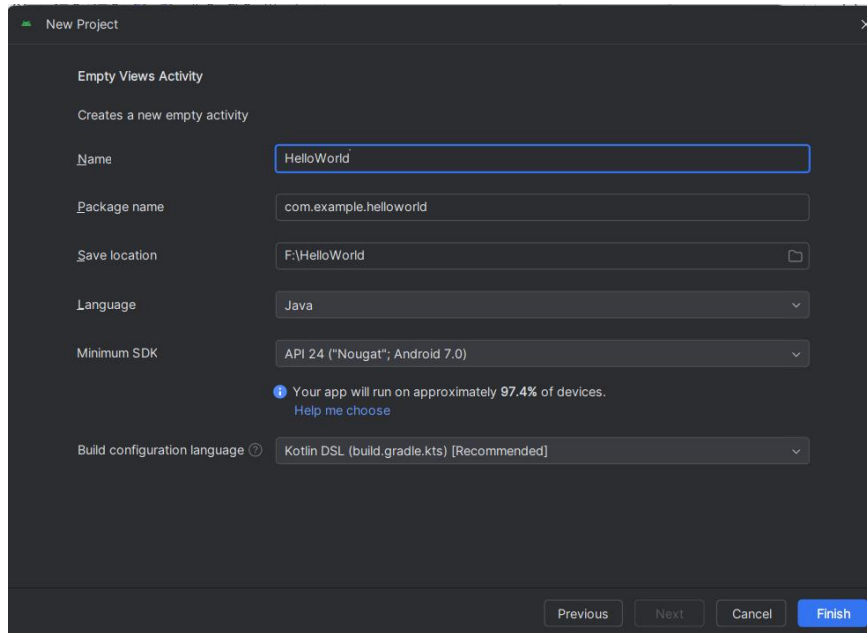 New Project
Empty Views Activity
Creates a new empty activity
Name HelloWorld
Package name com.example.helloworld
Save location F:\HelloWorld
Language Java
Minimum SDK API 24 ("Nougat"; Android 7.0)
Your app will run on approximately 97.4% of devices.
Help me choose
Build configuration language Kotlin DSL (build.gradle.kts) [Recommended]
Previous Next Cancel Finish